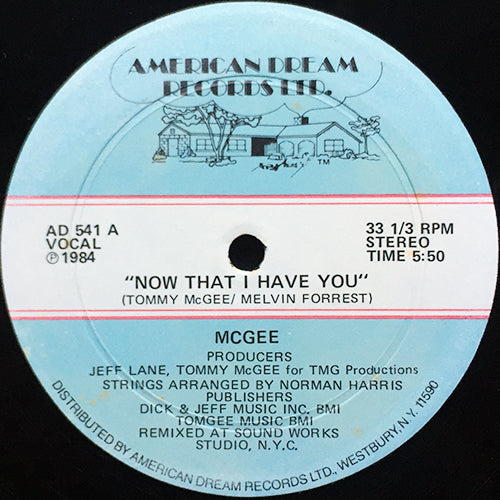 AMERICAN DREAM
RECORDS LTD.
TM
AD 541 A
VOCAL
℗1984
33 1/3 RPM
STEREO
TIME 5:50
"NOW THAT I HAVE YOU"
(TOMMY McGEE/ MELVIN FORREST)
MCGEE
PRODUCERS
JEFF LANE, TOMMY McGEE for TMG Productions
STRINGS ARRANGED BY NORMAN HARRIS
PUBLISHERS
DICK & JEFF MUSIC INC. BMI
TOMGEE MUSIC BMI
REMIXED AT SOUND WORKS
STUDIO, N.Y.C.
DISTRIBUTED BY AMERICAN DREAM RECORDS LTD., WESTBURY, N.Y. 11590